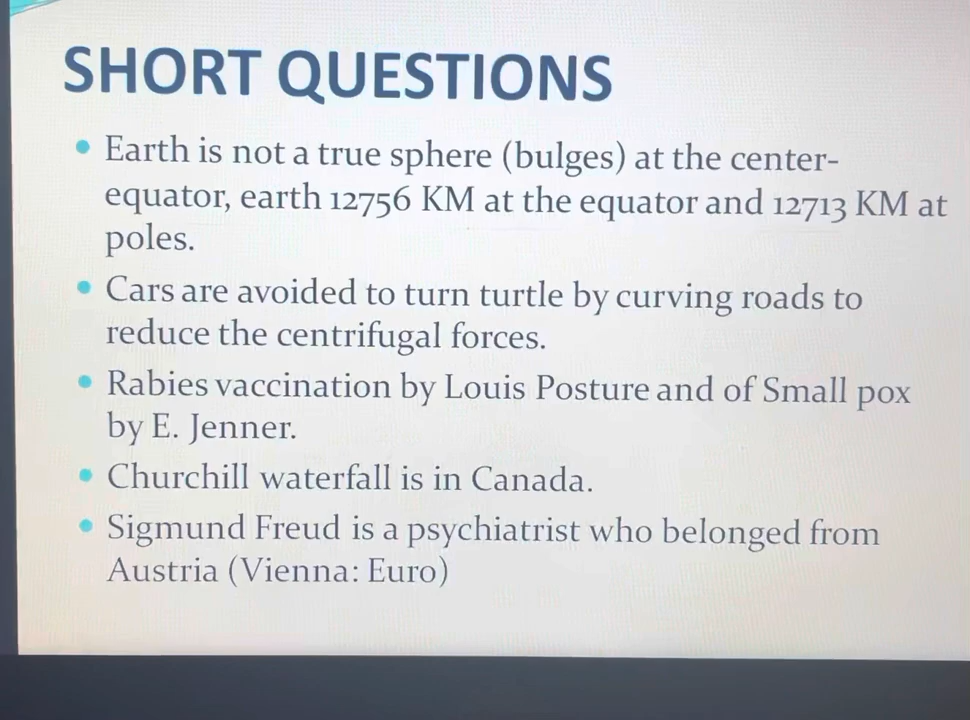 SHORT QUESTIONS
• Earth is not a true sphere (bulges) at the center-
equator, earth 12756 KM at the equator and 12713 KM at
poles.
• Cars are avoided to turn turtle by curving roads to
reduce the centrifugal forces.
• Rabies vaccination by Louis Posture and of Small pox
by E. Jenner.
• Churchill waterfall is in Canada.
• Sigmund Freud is a psychiatrist who belonged from
Austria (Vienna: Euro)